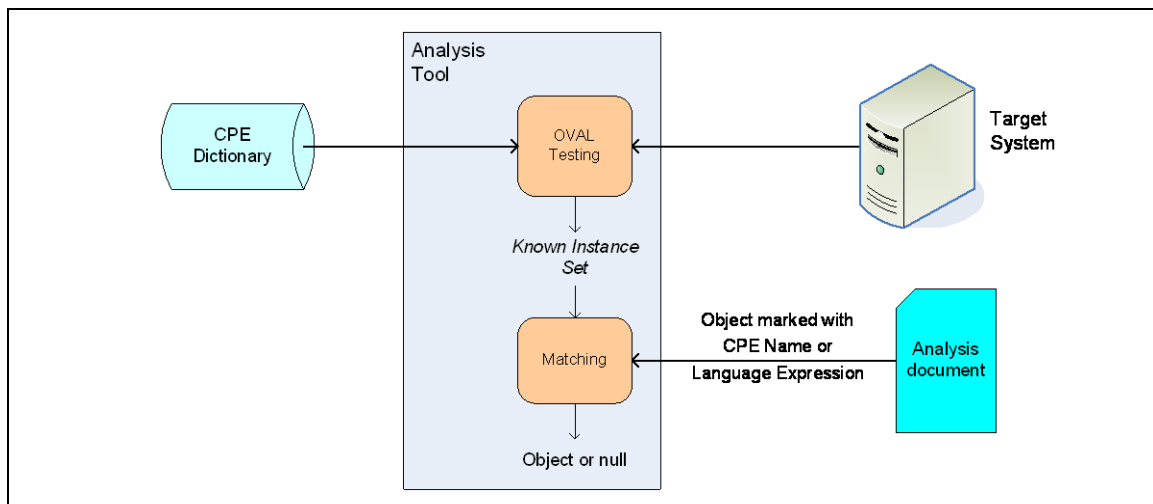 Analysis
Tool
CPE
Dictionary
OVAL
Testing
Target
System
Known Instance
Set
Object marked with
CPE Name or
Language Expression
Matching
Analysis
document
Object or null